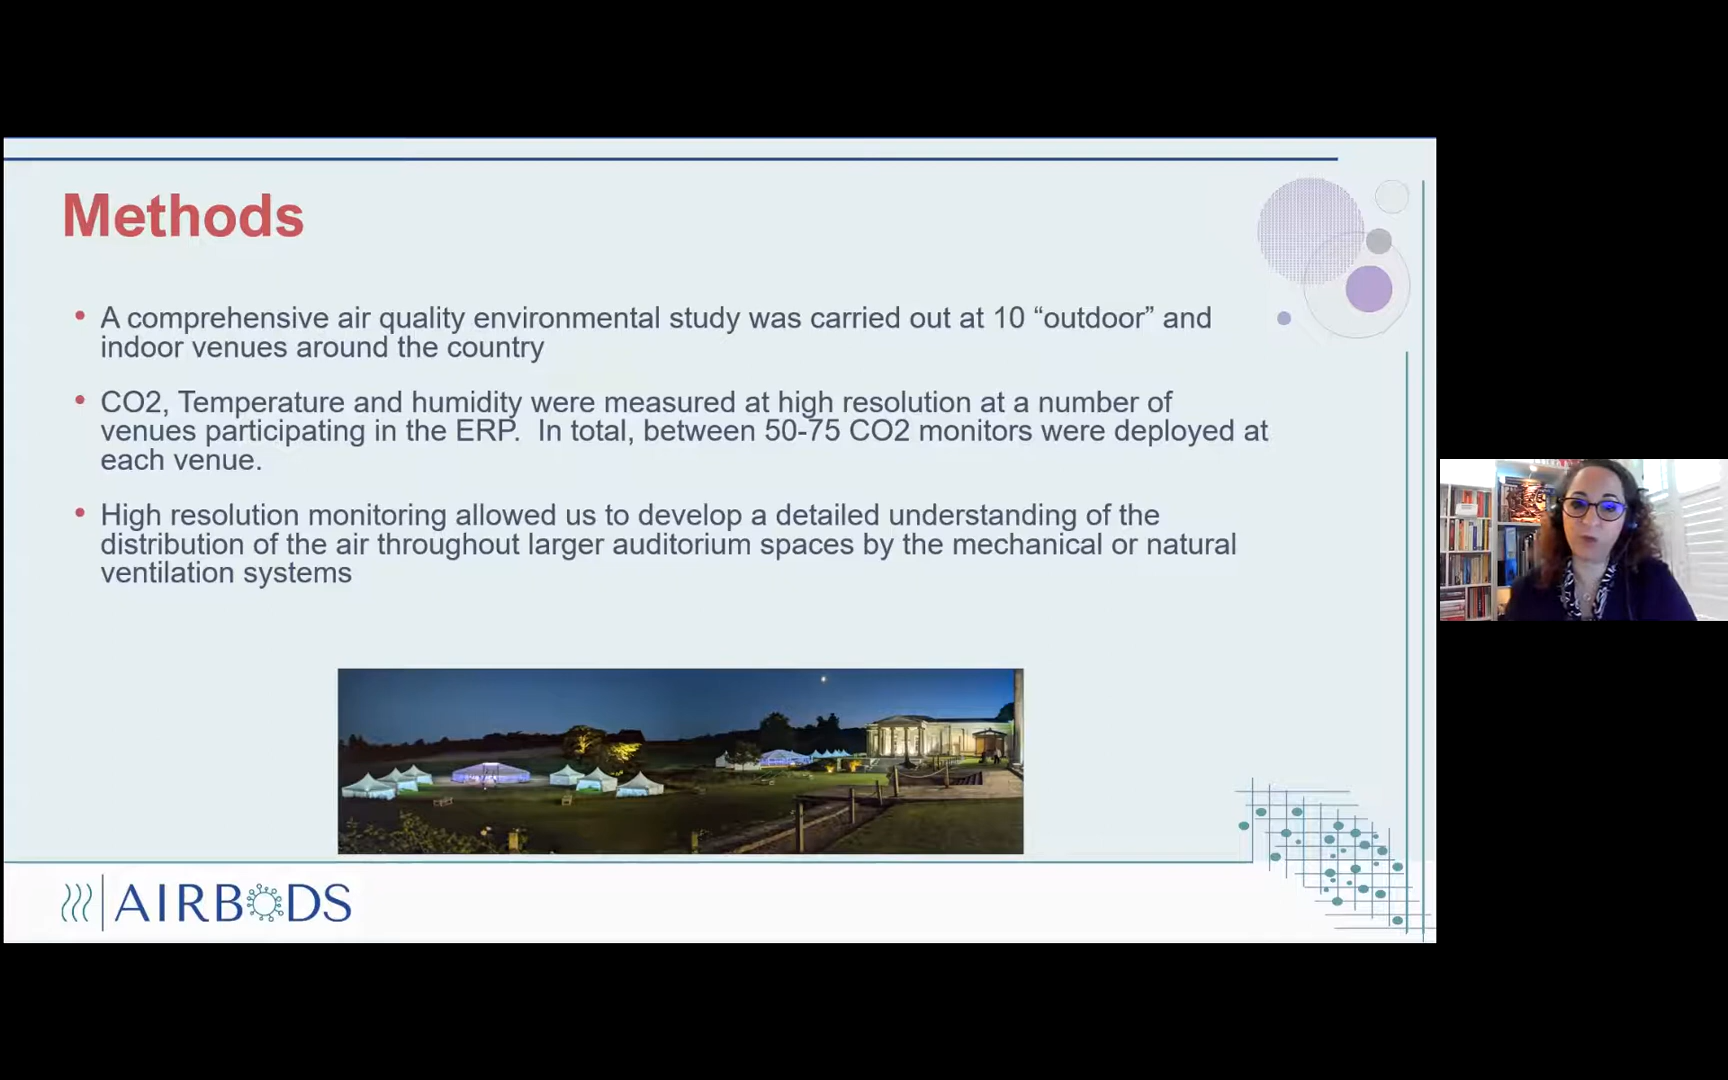 Methods
• A comprehensive air quality environmental study was carried out at 10 “outdoor” and
indoor venues around the country
• CO2, Temperature and humidity were measured at high resolution at a number of
venues participating in the ERP.  In total, between 50-75 CO2 monitors were deployed at
each venue.
• High resolution monitoring allowed us to develop a detailed understanding of the
distribution of the air throughout larger auditorium spaces by the mechanical or natural
ventilation systems
AIRBODS